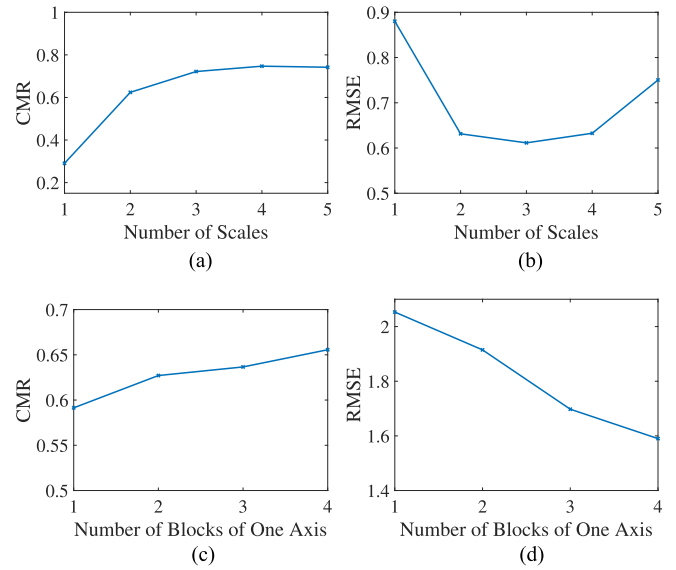 1
0.8
0.6
0.4
0.2
CMR
1 2 3 4 5
Number of Scales
(a)
0.9
0.8
0.7
0.6
0.5
RMSE
1 2 3 4 5
Number of Scales
(b)
0.7
0.65
0.6
0.55
0.5
CMR
1 2 3 4
Number of Blocks of One Axis
(c)
2
1.8
1.6
1.4
RMSE
1 2 3 4
Number of Blocks of One Axis
(d)